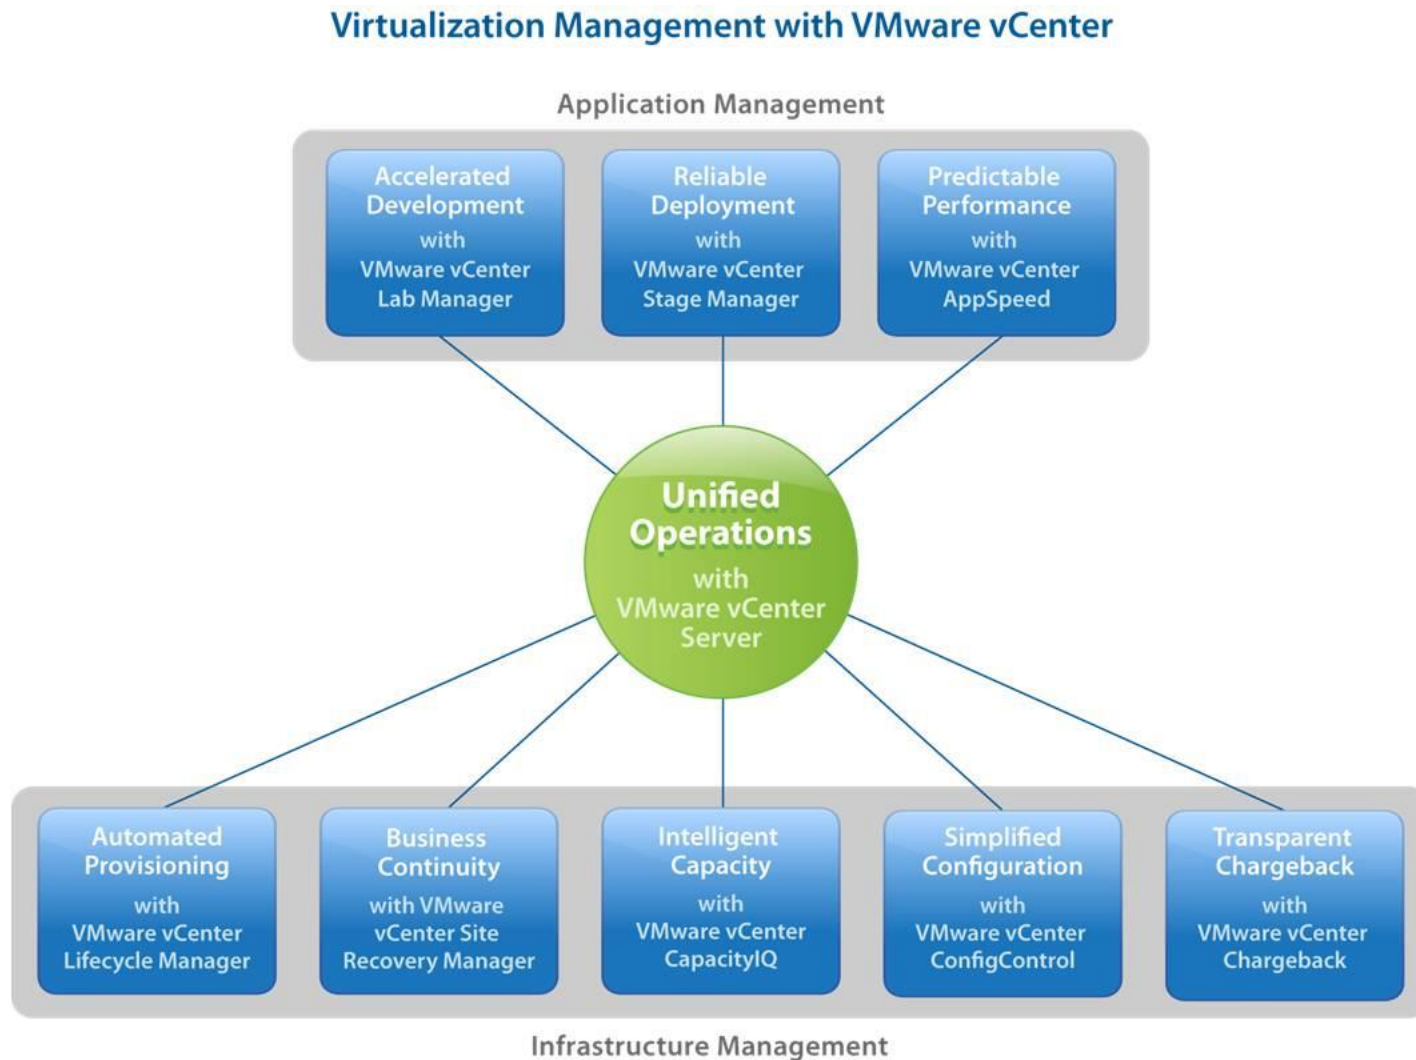 Virtualization Management with VMware vCenter
Application Management
Accelerated
Development
with
VMware vCenter
Lab Manager
Reliable
Deployment
with
VMware vCenter
Stage Manager
Predictable
Performance
with
VMware vCenter
AppSpeed
Unified
Operations
with
VMware vCenter
Server
Automated
Provisioning
with
VMware vCenter
Lifecycle Manager
Business
Continuity
with VMware
vCenter Site
Recovery Manager
Intelligent
Capacity
with
VMware vCenter
CapacityIQ
Simplified
Configuration
with
VMware vCenter
ConfigControl
Transparent
Chargeback
with
VMware vCenter
Chargeback
Infrastructure Management